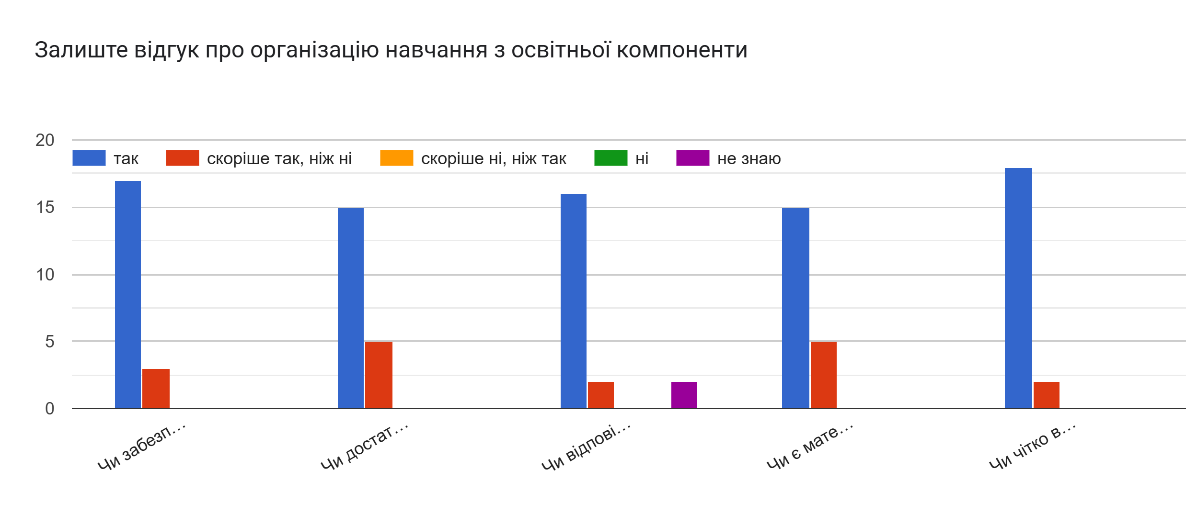 Залиште відгук про організацію навчання з освітньої компоненти
20
так скоріше так, ніж ні скоріше ні, ніж так ні не знаю
15
10
5
0
Чи забезп…
Чи достат…
Чи відпові…
Чи є мате…
Чи чітко в…